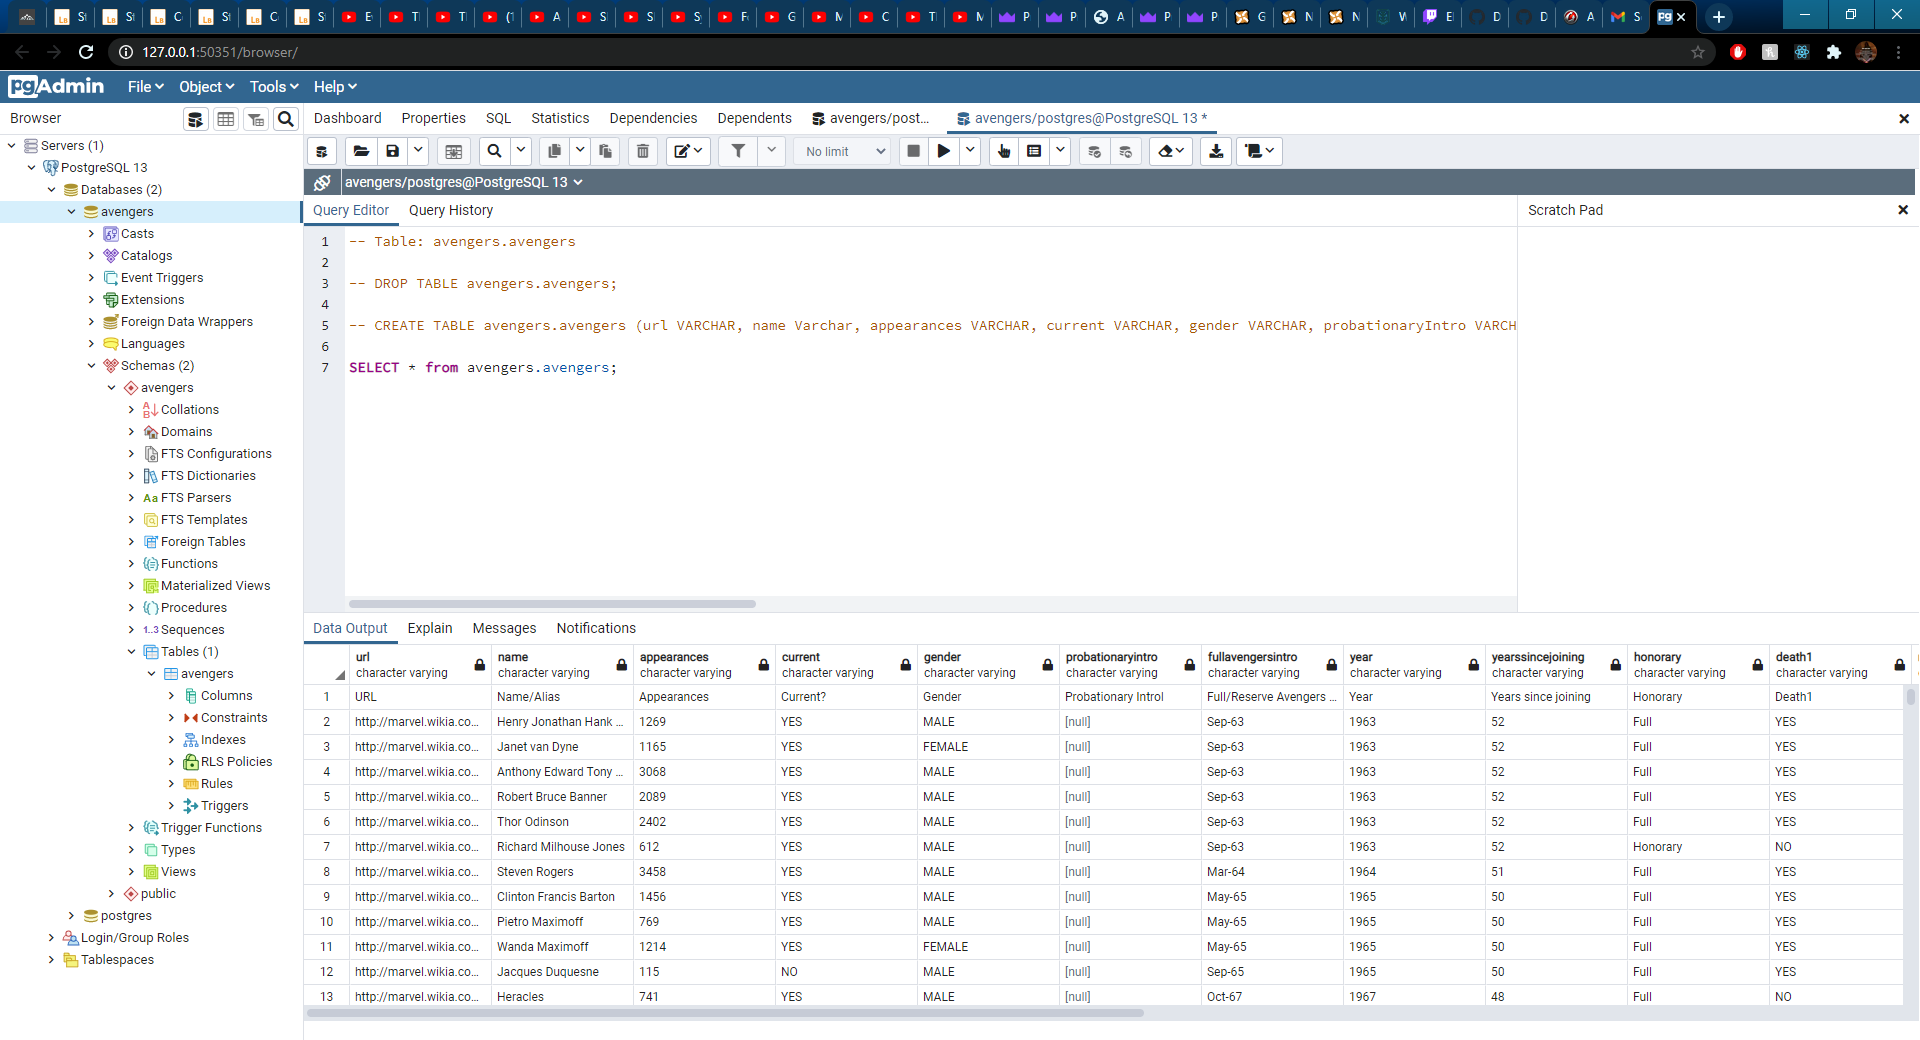 127.0.0.1:50351/browser/
pgAdmin File Object Tools Help
Browser
Dashboard Properties SQL Statistics Dependencies Dependents avengers/post... avengers/postgres@PostgreSQL 13 *
Servers (1)
PostgreSQL 13
Databases (2)
avengers
Casts
Catalogs
Event Triggers
Extensions
Foreign Data Wrappers
Languages
Schemas (2)
avengers
Collations
Domains
FTS Configurations
FTS Dictionaries
FTS Parsers
FTS Templates
Foreign Tables
Functions
Materialized Views
Procedures
1..3 Sequences
Tables (1)
avengers
Columns
Constraints
Indexes
RLS Policies
Rules
Triggers
Trigger Functions
Types
Views
public
postgres
Login/Group Roles
Tablespaces
No limit
avengers/postgres@PostgreSQL 13
Query Editor Query History
Scratch Pad
1 -- Table: avengers.avengers
2
3 -- DROP TABLE avengers.avengers;
4
5 -- CREATE TABLE avengers.avengers (url VARCHAR, name Varchar, appearances VARCHAR, current VARCHAR, gender VARCHAR, probationaryIntro VARCH
6
7 SELECT * from avengers.avengers;
Data Output Explain Messages Notifications
url name appearances current gender probationaryintro fullavengersintro year yearssincejoining honorary death1
character varying character varying character varying character varying character varying character varying character varying character varying character varying character varying character varying
1 URL Name/Alias Appearances Current? Gender Probationary Introl Full/Reserve Avengers ... Year Years since joining Honorary Death1
2 http://marvel.wikia.co... Henry Jonathan Hank ... 1269 YES MALE [null] Sep-63 1963 52 Full YES
3 http://marvel.wikia.co... Janet van Dyne 1165 YES FEMALE [null] Sep-63 1963 52 Full YES
4 http://marvel.wikia.co... Anthony Edward Tony ... 3068 YES MALE [null] Sep-63 1963 52 Full YES
5 http://marvel.wikia.co... Robert Bruce Banner 2089 YES MALE [null] Sep-63 1963 52 Full YES
6 http://marvel.wikia.co... Thor Odinson 2402 YES MALE [null] Sep-63 1963 52 Full YES
7 http://marvel.wikia.co... Richard Milhouse Jones 612 YES MALE [null] Sep-63 1963 52 Honorary NO
8 http://marvel.wikia.co... Steven Rogers 3458 YES MALE [null] Mar-64 1964 51 Full YES
9 http://marvel.wikia.co... Clinton Francis Barton 1456 YES MALE [null] May-65 1965 50 Full YES
10 http://marvel.wikia.co... Pietro Maximoff 769 YES MALE [null] May-65 1965 50 Full YES
11 http://marvel.wikia.co... Wanda Maximoff 1214 YES FEMALE [null] May-65 1965 50 Full YES
12 http://marvel.wikia.co... Jacques Duquesne 115 NO MALE [null] Sep-65 1965 50 Full YES
13 http://marvel.wikia.co... Heracles 741 YES MALE [null] Oct-67 1967 48 Full NO